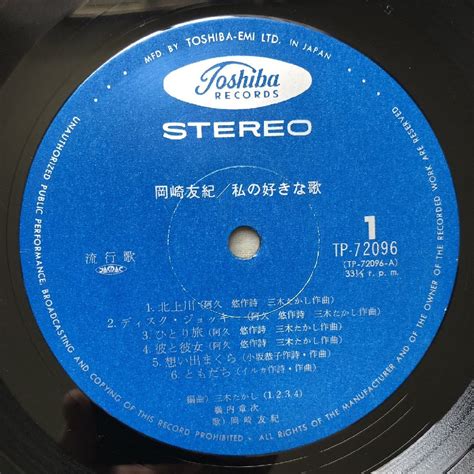 MFD. BY TOSHIBA-EMI LTD. IN JAPAN
Toshiba
RECORDS
STEREO
岡崎友紀 私の好きな歌
1
TP-72096
(TP-72096-A)
33⅓ r. p. m.
流行歌
1. 北上川(阿久 悠作詩 三木たかし作曲)
2. ディスク・ジョッキー(阿久 悠作詩 三木たかし作曲)
3. ひとり旅(阿久 悠作詩 三木たかし作曲)
4. 彼と彼女(阿久 悠作詩 三木たかし作曲)
5. 想い出まくら(小坂恭子作詩・作曲)
6. ともだち(イルカ作詩・作曲)
編曲)三木たかし(1.2.3.4)
章次
歌)岡崎友紀
UNAUTHORIZED PUBLIC PERFORMANCE, BROADCASTING AND COPYING OF THIS RECORD PROHIBITED - ALL RIGHTS OF THE MANUFACTURER AND OF THE OWNER OF THE RECORDED WORK RESERVED